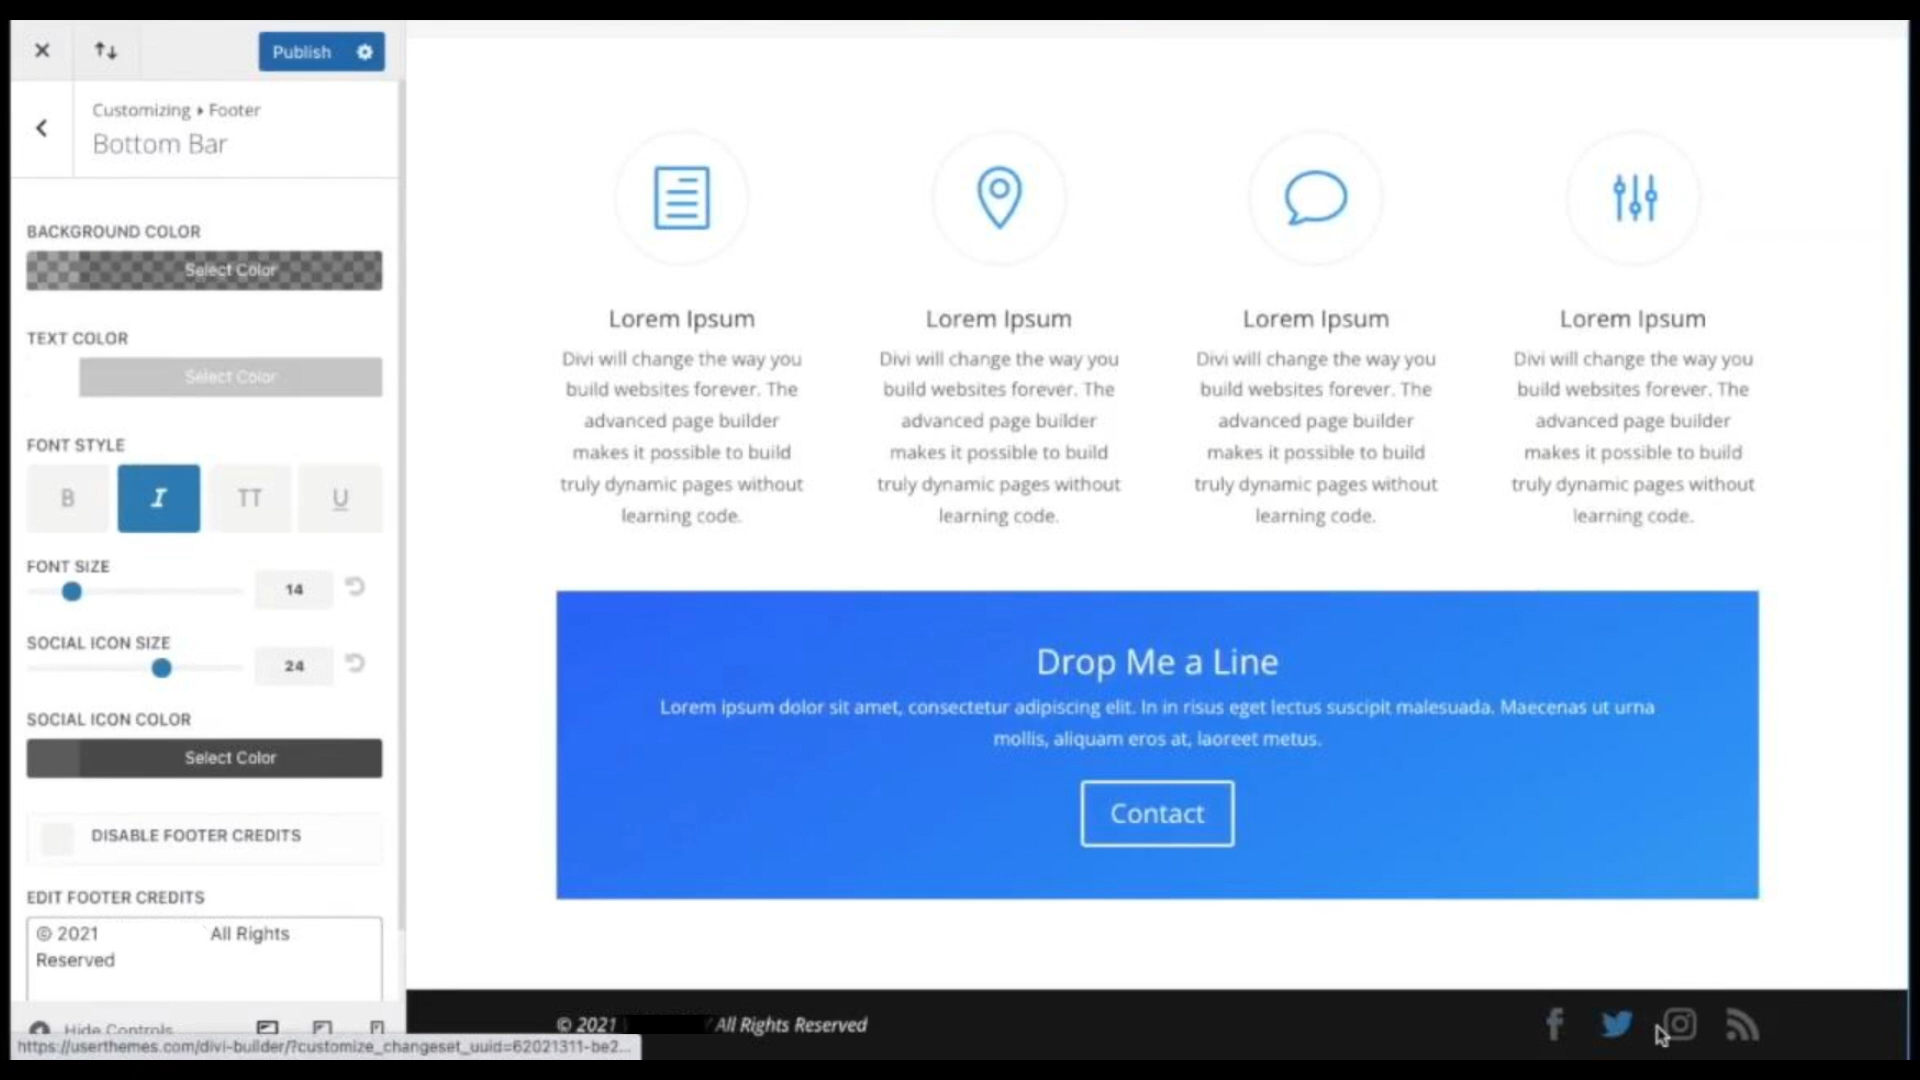 Publish
Customizing ▸ Footer
Bottom Bar
BACKGROUND COLOR
Select Color
TEXT COLOR
Select Color
FONT STYLE
B I TT U
FONT SIZE
14
SOCIAL ICON SIZE
24
SOCIAL ICON COLOR
Select Color
DISABLE FOOTER CREDITS
EDIT FOOTER CREDITS
© 2021 All Rights
Reserved
Hide Controls
https://userthemes.com/divi-builder/?customize_changeset_uuid=62021311-be2...
Lorem Ipsum
Divi will change the way you
build websites forever. The
advanced page builder
makes it possible to build
truly dynamic pages without
learning code.
Lorem Ipsum
Divi will change the way you
build websites forever. The
advanced page builder
makes it possible to build
truly dynamic pages without
learning code.
Lorem Ipsum
Divi will change the way you
build websites forever. The
advanced page builder
makes it possible to build
truly dynamic pages without
learning code.
Lorem Ipsum
Divi will change the way you
build websites forever. The
advanced page builder
makes it possible to build
truly dynamic pages without
learning code.
Drop Me a Line
Lorem ipsum dolor sit amet, consectetur adipiscing elit. In in risus eget lectus suscipit malesuada. Maecenas ut urna
mollis, aliquam eros at, laoreet metus.
Contact
© 2021 All Rights Reserved